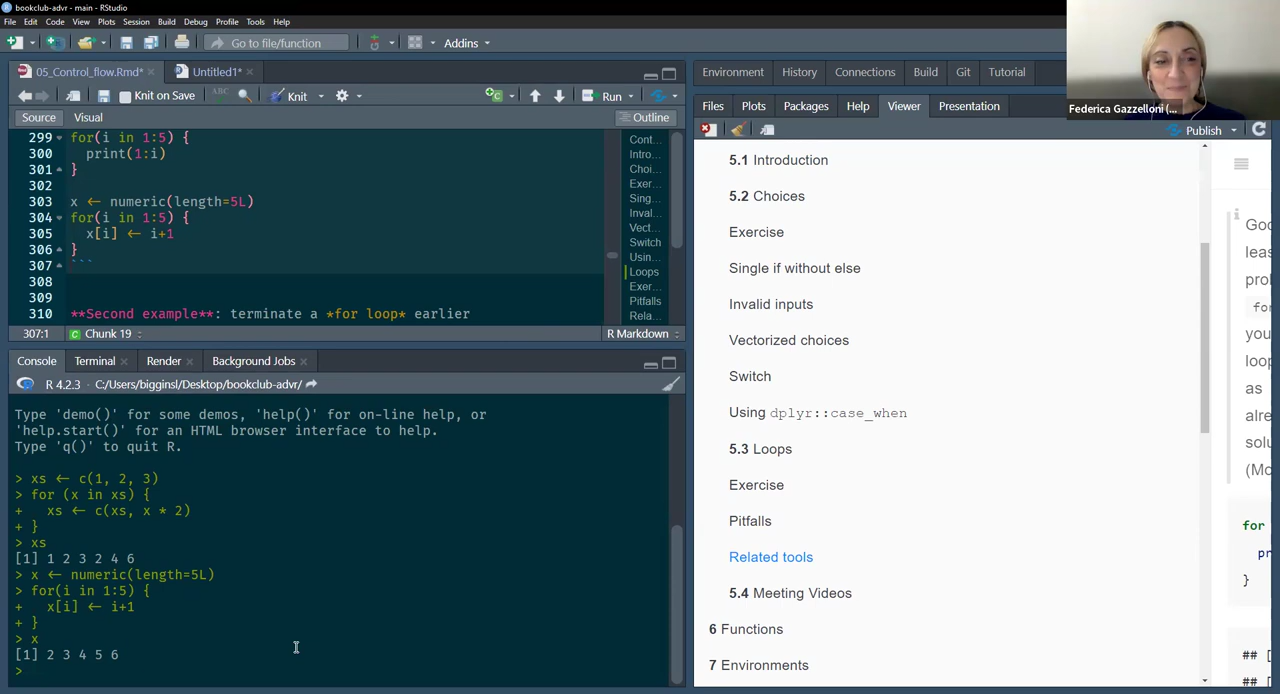 bookclub-advr - main - RStudio
File Edit Code View Plots Session Build Debug Profile Tools Help
Go to file/function Addins
05_Control_flow.Rmd* Untitled1*
Knit on Save ABC Knit Run
Source Visual Outline
299 for(i in 1:5) {
300 print(1:i)
301 }
302
303 x <- numeric(length=5L)
304 for(i in 1:5) {
305 x[i] <- i+1
306 }
307 ```
308
309
310 **Second example**: terminate a *for loop* earlier
Cont...
Intro...
Choi...
Exer...
Sing...
Inval...
Vect...
Switch
Usin...
Loops
Exer...
Pitfalls
Rela...
307:1 Chunk 19 R Markdown
Console Terminal Render Background Jobs
R 4.2.3 · C:/Users/bigginsl/Desktop/bookclub-advr/
Type 'demo()' for some demos, 'help()' for on-line help, or
'help.start()' for an HTML browser interface to help.
Type 'q()' to quit R.
> xs <- c(1, 2, 3)
> for (x in xs) {
+ xs <- c(xs, x * 2)
+ }
> xs
[1] 1 2 3 2 4 6
> x <- numeric(length=5L)
> for(i in 1:5) {
+ x[i] <- i+1
+ }
> x
[1] 2 3 4 5 6
>
Environment History Connections Build Git Tutorial
Files Plots Packages Help Viewer Presentation
Publish
5.1 Introduction
5.2 Choices
Exercise
Single if without else
Invalid inputs
Vectorized choices
Switch
Using dplyr::case_when
5.3 Loops
Exercise
Pitfalls
Related tools
5.4 Meeting Videos
6 Functions
7 Environments
Goo
leas
prol
for
you
loop
as
alre
solu
(Mo
for
pr
}
## [
## [
Federica Gazzelloni (...